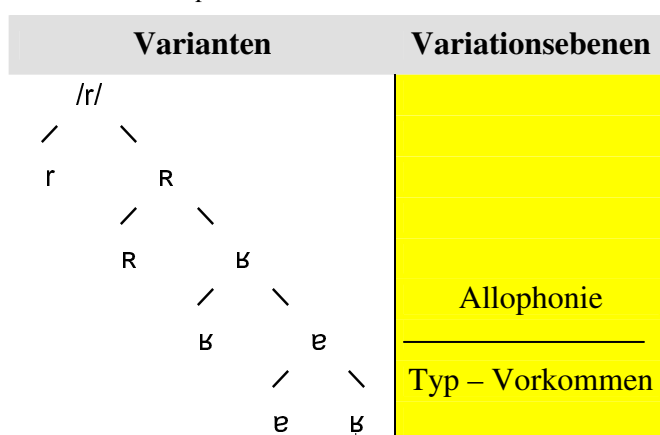 Varianten Variationsebenen
/r/
r ʀ
ʀ ʁ
Allophonie
ʁ ɐ
Typ – Vorkommen
ɐ ʁ̞